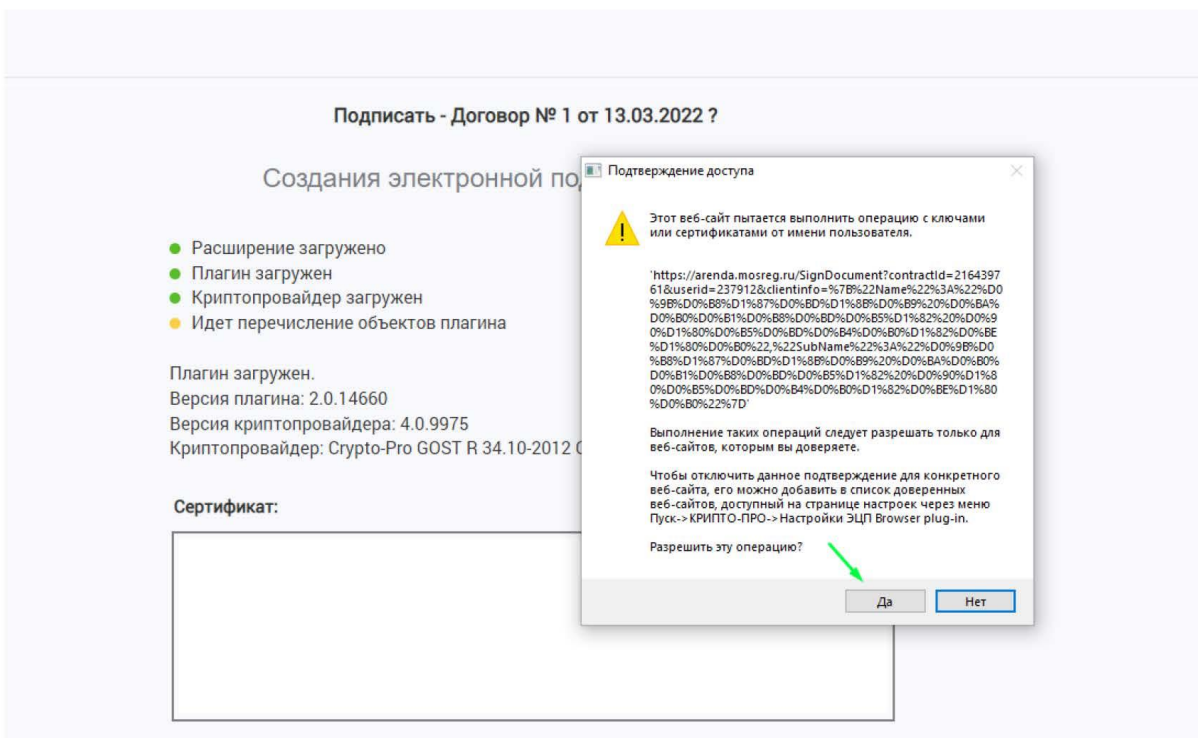 Подписать - Договор № 1 от 13.03.2022 ?
Создания электронной по
Расширение загружено
Плагин загружен
Криптопровайдер загружен
Идет перечисление объектов плагина
Плагин загружен.
Версия плагина: 2.0.14660
Версия криптопровайдера: 4.0.9975
Криптопровайдер: Crypto-Pro GOST R 34.10-2012
Сертификат:
Подтверждение доступа
Этот веб-сайт пытается выполнить операцию с ключами
или сертификатами от имени пользователя.
'https://arenda.mosreg.ru/SignDocument?contractId=2164397
61&userid=237912&clientinfo=%7B%22Name%22%3A%22%D0
%9B%D0%B8%D1%87%D0%BD%D1%8B%D0%B9%20%D0%BA%
D0%B0%D0%B1%D0%B8%D0%BD%D0%B5%D1%82%20%D0%9
0%D1%80%D0%B5%D0%BD%D0%B4%D0%B0%D1%82%D0%BE
%D1%80%D0%B0%22,%22SubName%22%3A%22%D0%9B%D0
%B8%D1%87%D0%BD%D1%8B%D0%B9%20%D0%BA%D0%B0%
D0%B1%D0%B8%D0%BD%D0%B5%D1%82%20%D0%90%D1%8
0%D0%B5%D0%BD%D0%B4%D0%B0%D1%82%D0%BE%D1%80
%D0%B0%22%7D'
Выполнение таких операций следует разрешать только для
веб-сайтов, которым вы доверяете.
Чтобы отключить данное подтверждение для конкретного
веб-сайта, его можно добавить в список доверенных
веб-сайтов, доступный на странице настроек через меню
Пуск->КРИПТО-ПРО->Настройки ЭЦП Browser plug-in.
Разрешить эту операцию?
Да
Нет